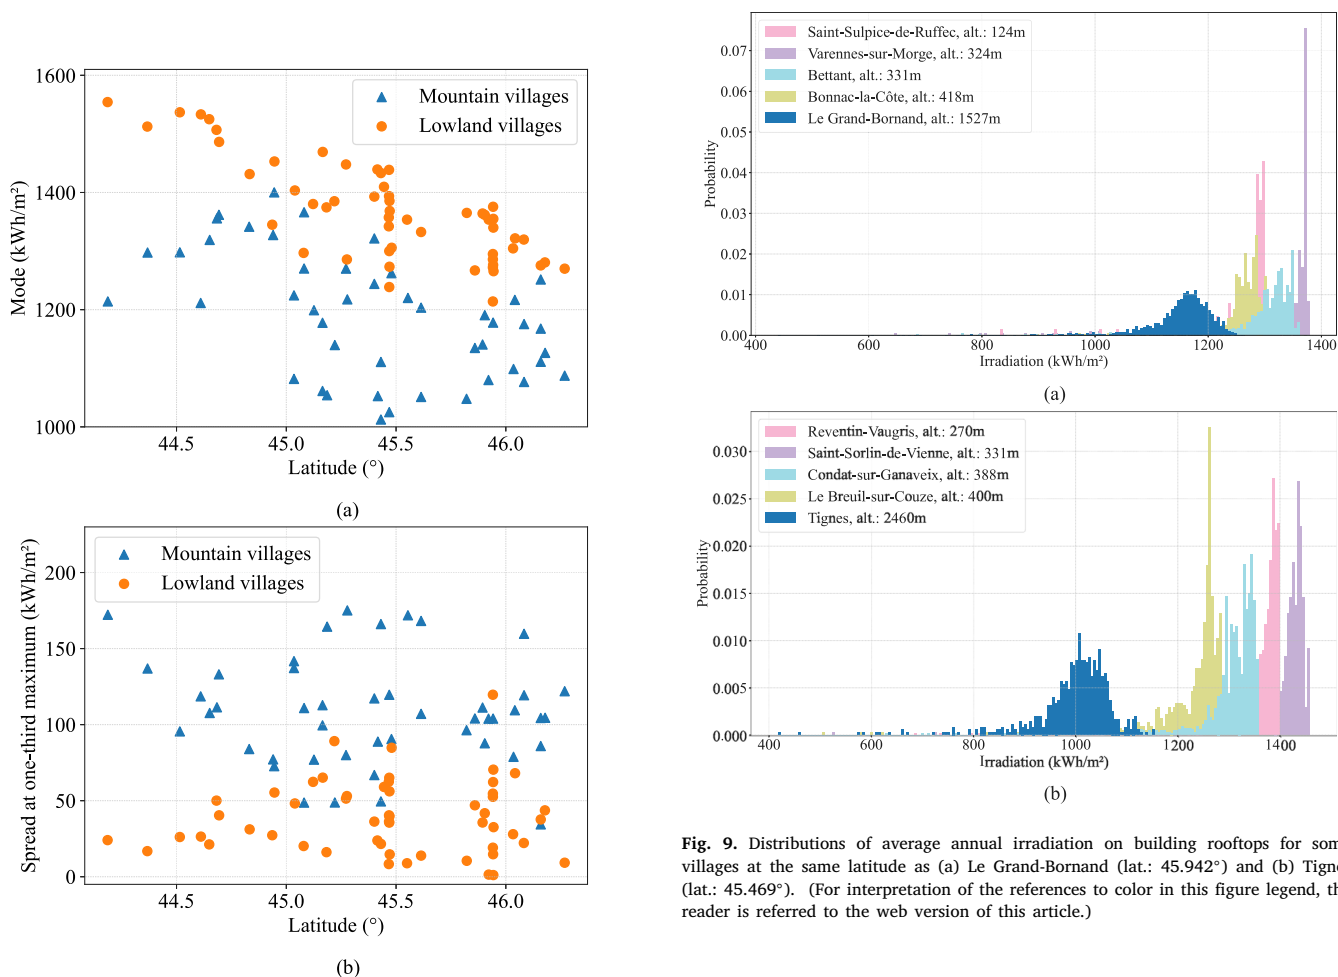 1600
1400
1200
1000
Mode (kWh/m²)
Mountain villages
Lowland villages
44.5
45.0
45.5
46.0
Latitude (°)
(a)
200
150
100
50
0
Spread at one-third maximum (kWh/m²)
Mountain villages
Lowland villages
44.5
45.0
45.5
46.0
Latitude (°)
(b)
0.07
0.06
0.05
0.04
0.03
0.02
0.01
0.00
Probability
Saint-Sulpice-de-Ruffec, alt.: 124m
Varennes-sur-Morge, alt.: 324m
Bettant, alt.: 331m
Bonnac-la-Côte, alt.: 418m
Le Grand-Bornand, alt.: 1527m
400
600
800
1000
1200
1400
Irradiation (kWh/m²)
(a)
0.030
0.025
0.020
0.015
0.010
0.005
0.000
Probability
Reventin-Vaugris, alt.: 270m
Saint-Sorlin-de-Vienne, alt.: 331m
Condat-sur-Ganaveix, alt.: 388m
Le Breuil-sur-Couze, alt.: 400m
Tignes, alt.: 2460m
400
600
800
1000
1200
1400
Irradiation (kWh/m²)
(b)
Fig. 9. Distributions of average annual irradiation on building rooftops for som
villages at the same latitude as (a) Le Grand-Bornand (lat.: 45.942°) and (b) Tigne
(lat.: 45.469°). (For interpretation of the references to color in this figure legend, th
reader is referred to the web version of this article.)